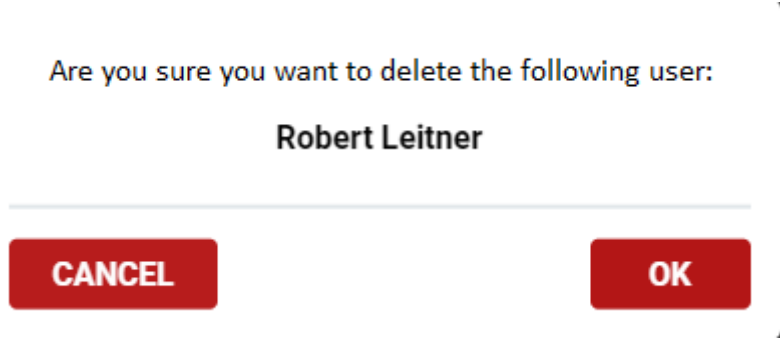 Are you sure you want to delete the following user:
Robert Leitner
CANCEL
OK